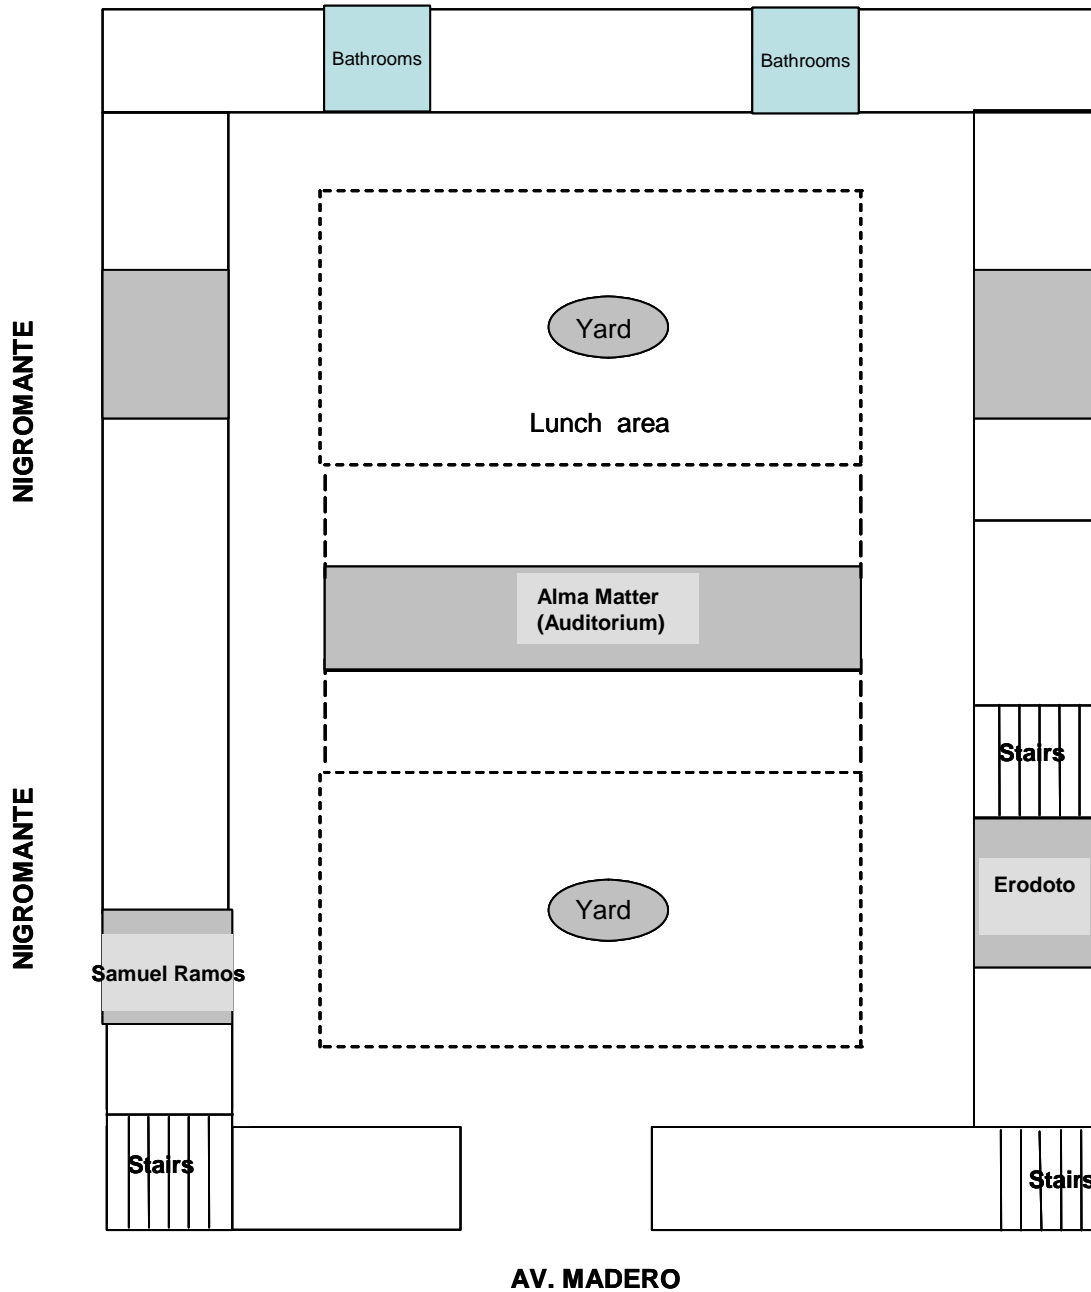 Bathrooms
Bathrooms
Yard
NIGROMANTE
Lunch area
Alma Matter
(Auditorium)
Stairs
NIGROMANTE
Erodoto
Yard
Samuel Ramos
Stairs
Stairs
AV. MADERO